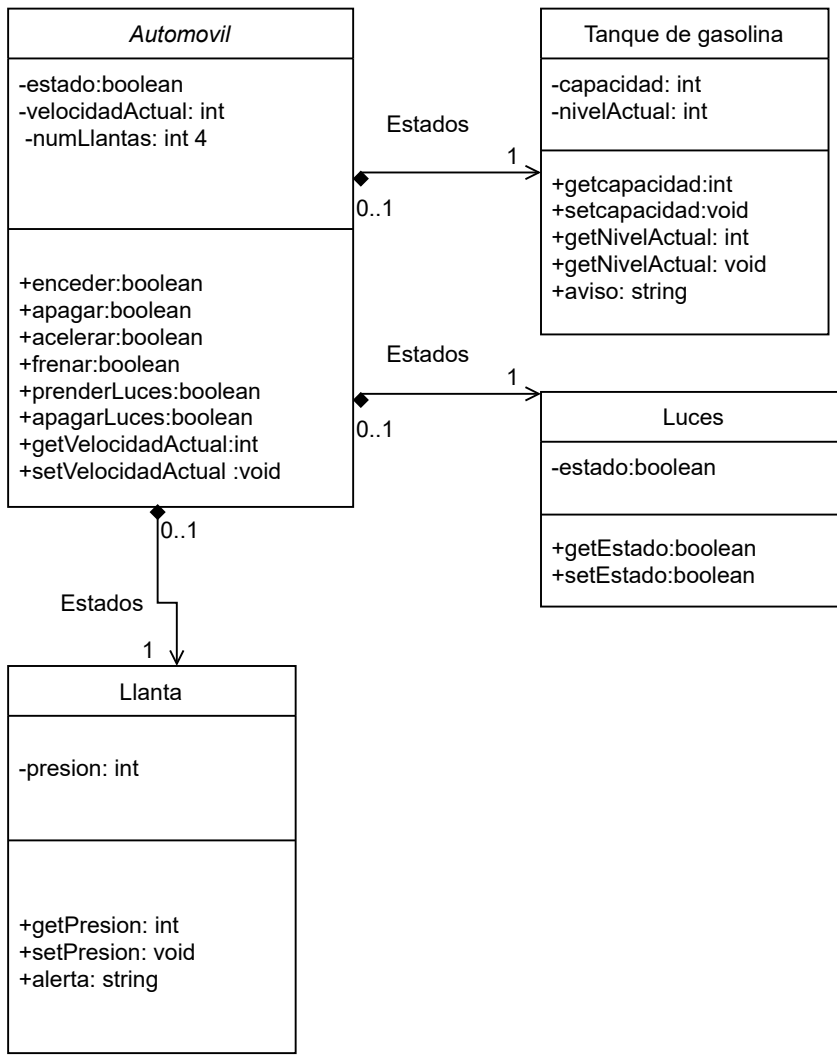 Automovil
-estado:boolean
-velocidadActual: int
-numLlantas: int 4
+enceder:boolean
+apagar:boolean
+acelerar:boolean
+frenar:boolean
+prenderLuces:boolean
+apagarLuces:boolean
+getVelocidadActual:int
+setVelocidadActual :void
Estados
1
0..1
Tanque de gasolina
-capacidad: int
-nivelActual: int
+getcapacidad:int
+setcapacidad:void
+getNivelActual: int
+getNivelActual: void
+aviso: string
Estados
1
0..1
Luces
-estado:boolean
+getEstado:boolean
+setEstado:boolean
0..1
Estados
1
Llanta
-presion: int
+getPresion: int
+setPresion: void
+alerta: string